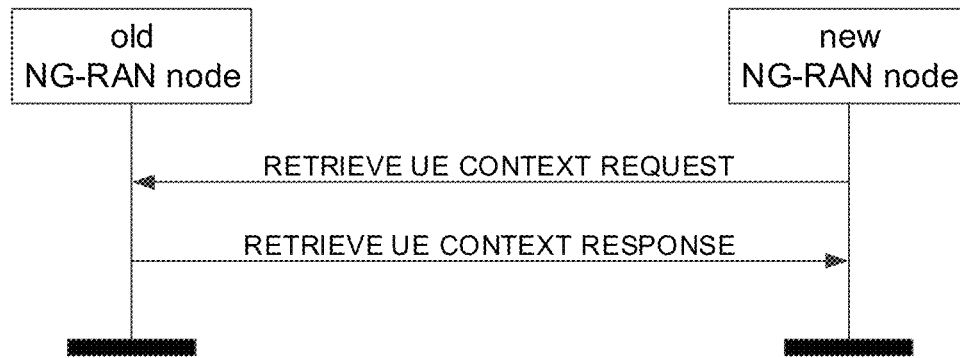 old
NG-RAN node
new
NG-RAN node
RETRIEVE UE CONTEXT REQUEST
RETRIEVE UE CONTEXT RESPONSE